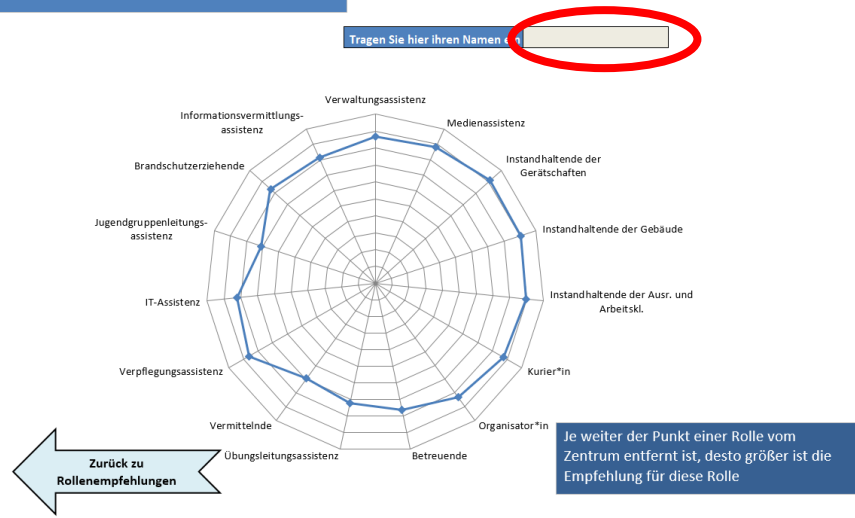 Tragen Sie hier ihren Namen ein
Verwaltungsassistenz
Medienassistenz
Instandhaltende der
Gerätschaften
Instandhaltende der Gebäude
Instandhaltende der Ausr. und
Arbeitskl.
Kurier*in
Organisator*in
Betreuende
Übungsleitungsassistenz
Vermittelnde
Verpflegungsassistenz
IT-Assistenz
Jugendgruppenleitungs-
assistenz
Brandschutzerziehende
Informationsvermittlungs-
assistenz
Zurück zu
Rollenempfehlungen
Je weiter der Punkt einer Rolle vom
Zentrum entfernt ist, desto größer ist die
Empfehlung für diese Rolle